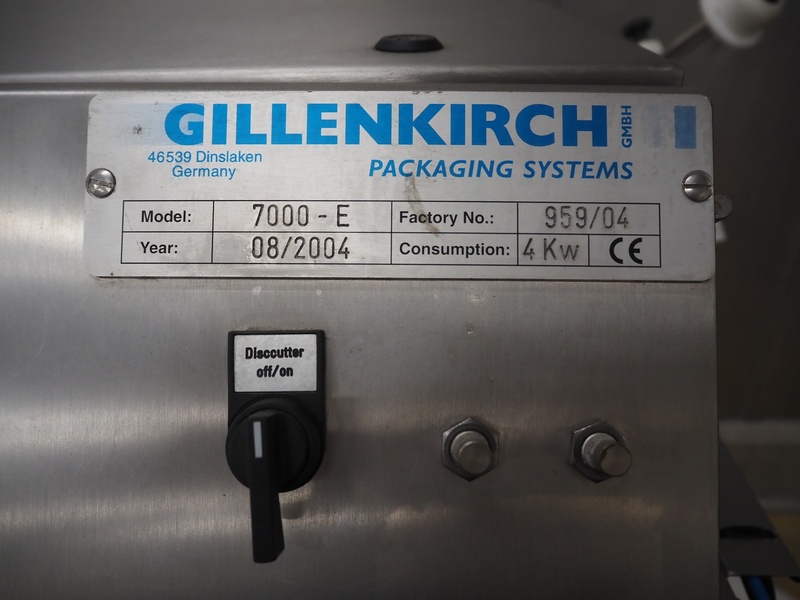 GILLENKIRCH GMBH
46539 Dinslaken
Germany
PACKAGING SYSTEMS
Model: 7000-E Factory No.: 959/04
Year: 08/2004 Consumption: 4 Kw CE
Disccutter
off/on